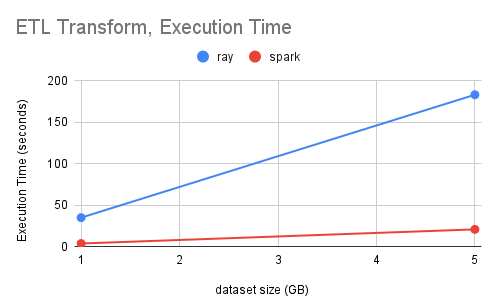 ETL Transform, Execution Time
ray spark
Execution Time (seconds)
200
150
100
50
0
1 2 3 4 5
dataset size (GB)